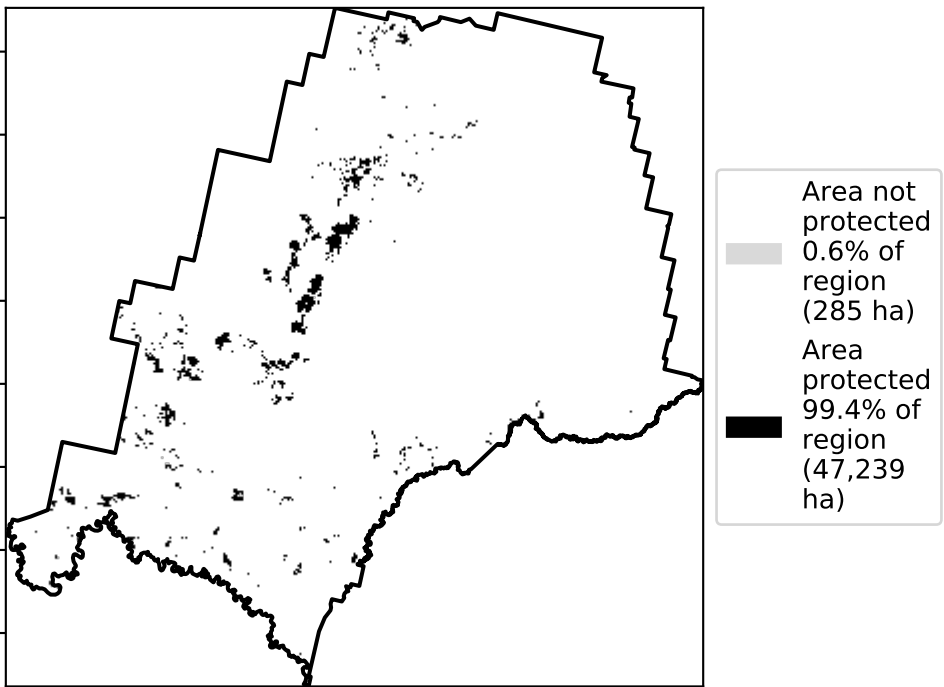 Area not
protected
0.6% of
region
(285 ha)
Area
protected
99.4% of
region
(47,239
ha)